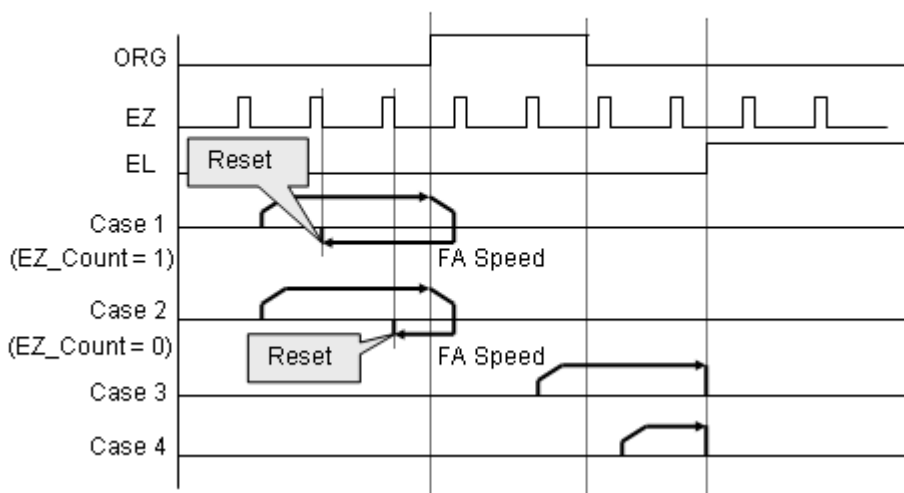 ORG
EZ
EL
Reset
Case 1
(EZ_Count = 1)
FA Speed
Case 2
(EZ_Count = 0)
Reset
FA Speed
Case 3
Case 4